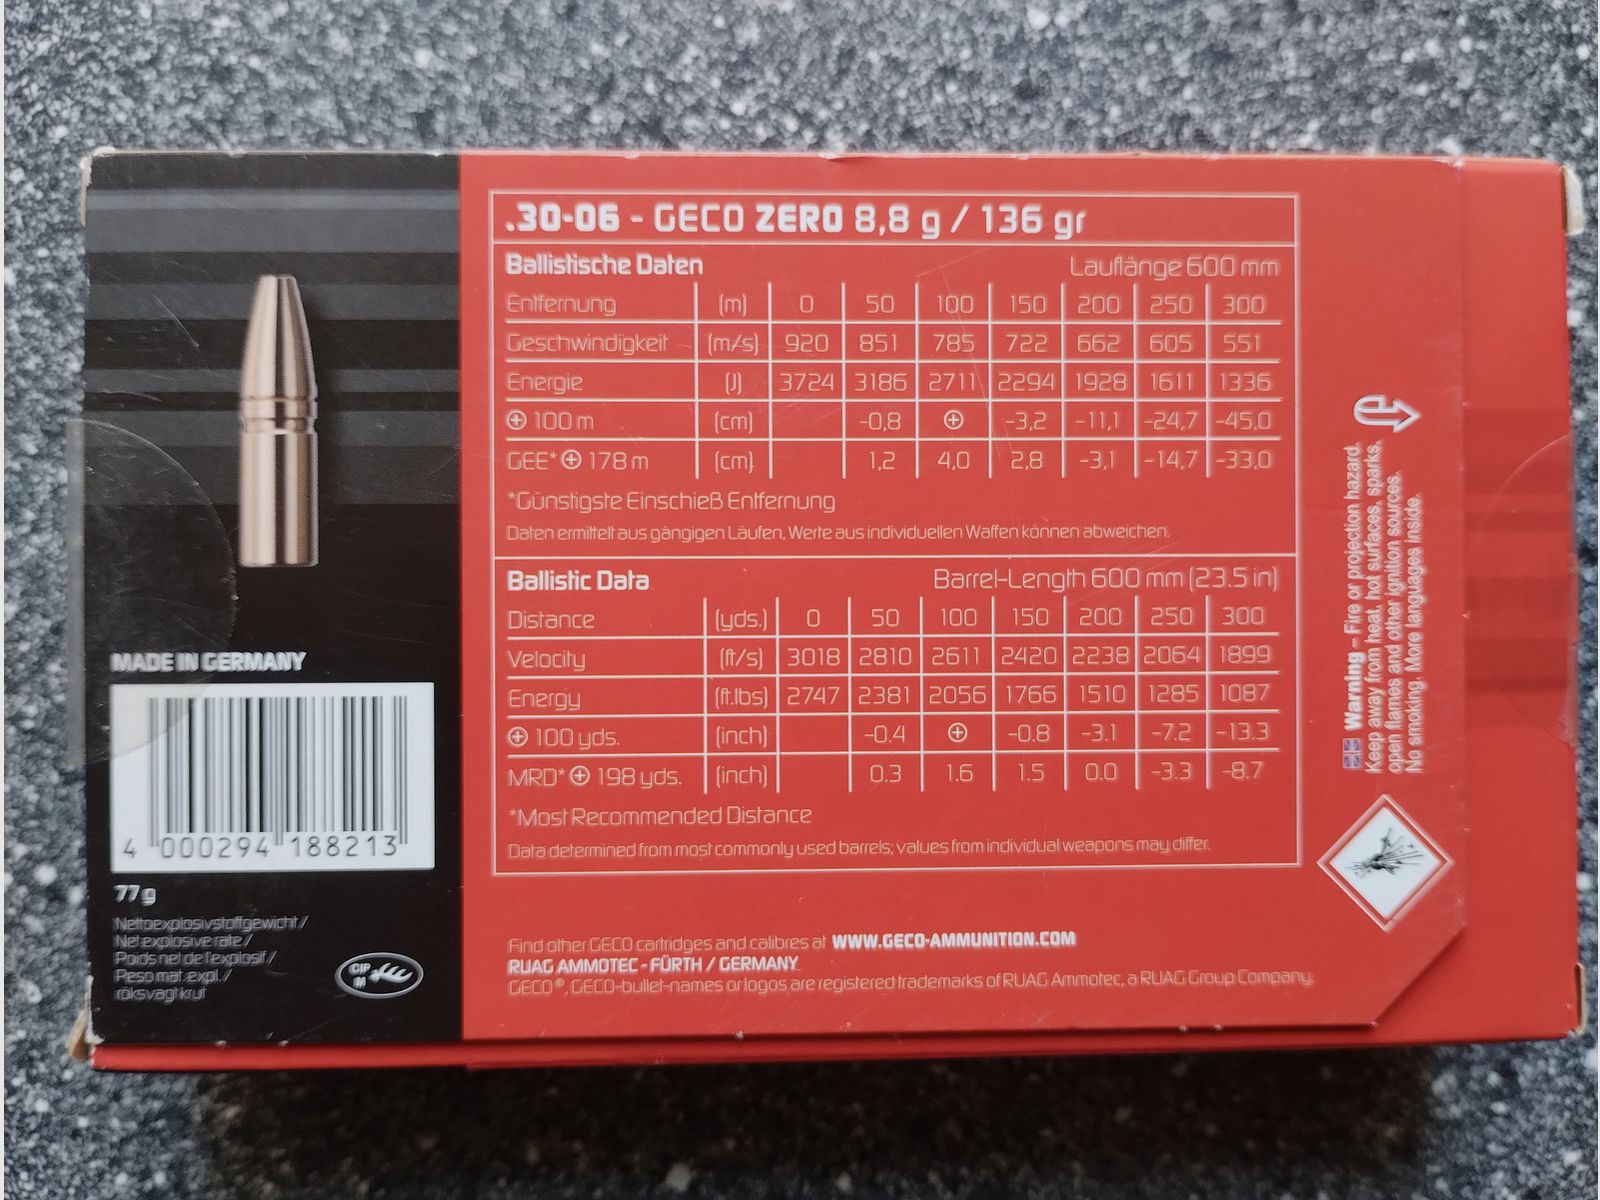 .30-06 - GECO ZERO 8,8 g / 136 gr
Ballistische Daten Lauflänge 600 mm
Entfernung (m) 0 50 100 150 200 250 300
Geschwindigkeit (m/s) 920 851 785 722 662 605 551
Energie (J) 3724 3186 2711 2294 1928 1611 1336
⊕ 100 m (cm) -0,8 ⊕ -3,2 -11,1 -24,7 -45,0
GEE* ⊕ 178 m (cm) 1,2 4,0 2,8 -3,1 -14,7 -33,0
*Günstigste Einschieß Entfernung
Daten ermittelt aus gängigen Läufen, Werte aus individuellen Waffen können abweichen.
Ballistic Data Barrel-Length 600 mm (23.5 in)
Distance (yds.) 0 50 100 150 200 250 300
Velocity (ft/s) 3018 2810 2611 2420 2238 2064 1899
Energy (ft.lbs) 2747 2381 2056 1766 1510 1285 1087
⊕ 100 yds. (inch) -0.4 ⊕ -0.8 -3.1 -7.2 -13.3
MRD* ⊕ 198 yds. (inch) 0.3 1.6 1.5 0.0 -3.3 -8.7
*Most Recommended Distance
Data determined from most commonly used barrels; values from individual weapons may differ.
Find other GECO cartridges and calibres at WWW.GECO-AMMUNITION.COM
RUAG AMMOTEC - FÜRTH / GERMANY
GECO®, GECO-bullet-names or logos are registered trademarks of RUAG Ammotec, a RUAG Group Company.
MADE IN GERMANY
4 000294 188213
77 g
Nettoexplosivstoffgewicht /
Net explosive rate /
Poids net de l'explosif /
Peso mat. expl. /
röksvagt krut
CIP
M
Warning – Fire or projection hazard.
Keep away from heat, hot surfaces, sparks,
open flames and other ignition sources.
No smoking. More languages inside.